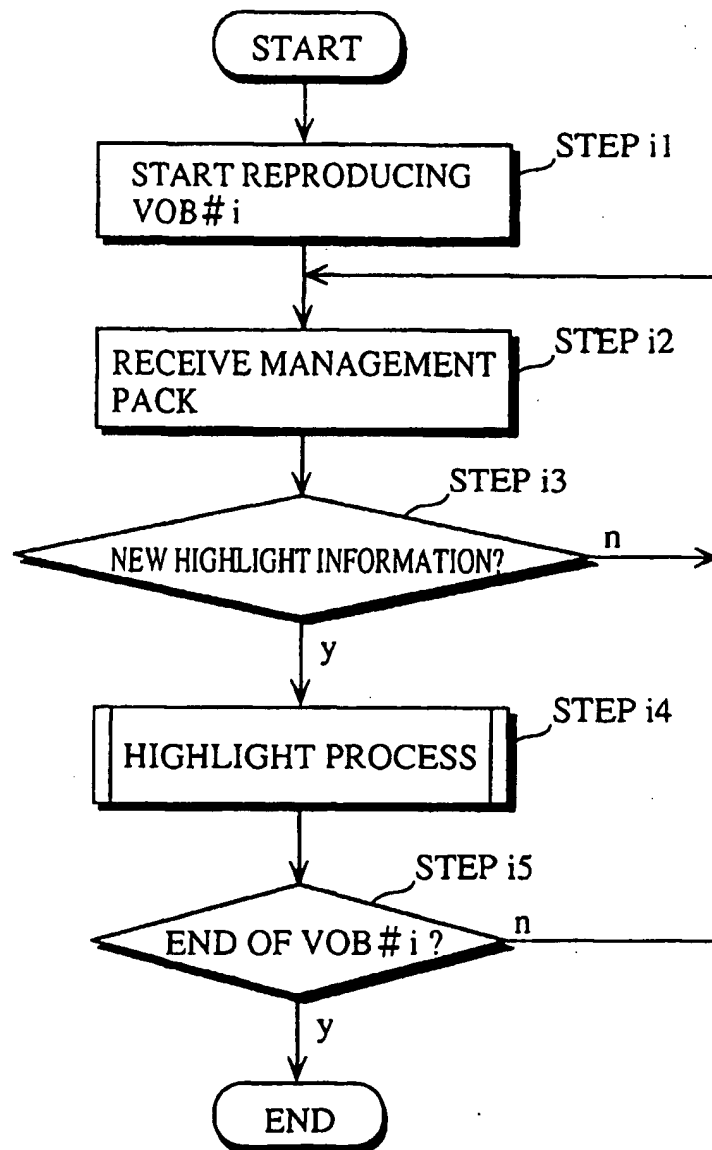 START
STEP i1
START REPRODUCING
VOB # i
STEP i2
RECEIVE MANAGEMENT
PACK
STEP i3
NEW HIGHLIGHT INFORMATION?
n
y
STEP i4
HIGHLIGHT PROCESS
STEP i5
END OF VOB # i ?
n
y
END